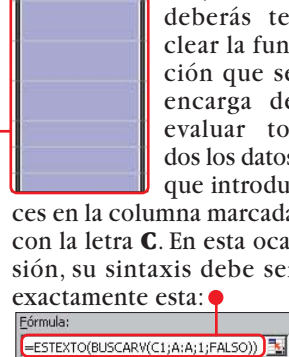 deberás te-
clear la fun-
ción que se
encarga de
evaluar to-
dos los datos
que introdu-
ces en la columna marcada
con la letra C. En esta oca-
sión, su sintaxis debe ser
exactamente esta:
Fórmula:
=ESTEXTO(BUSCARV(C1;A:A;1;FALSO))